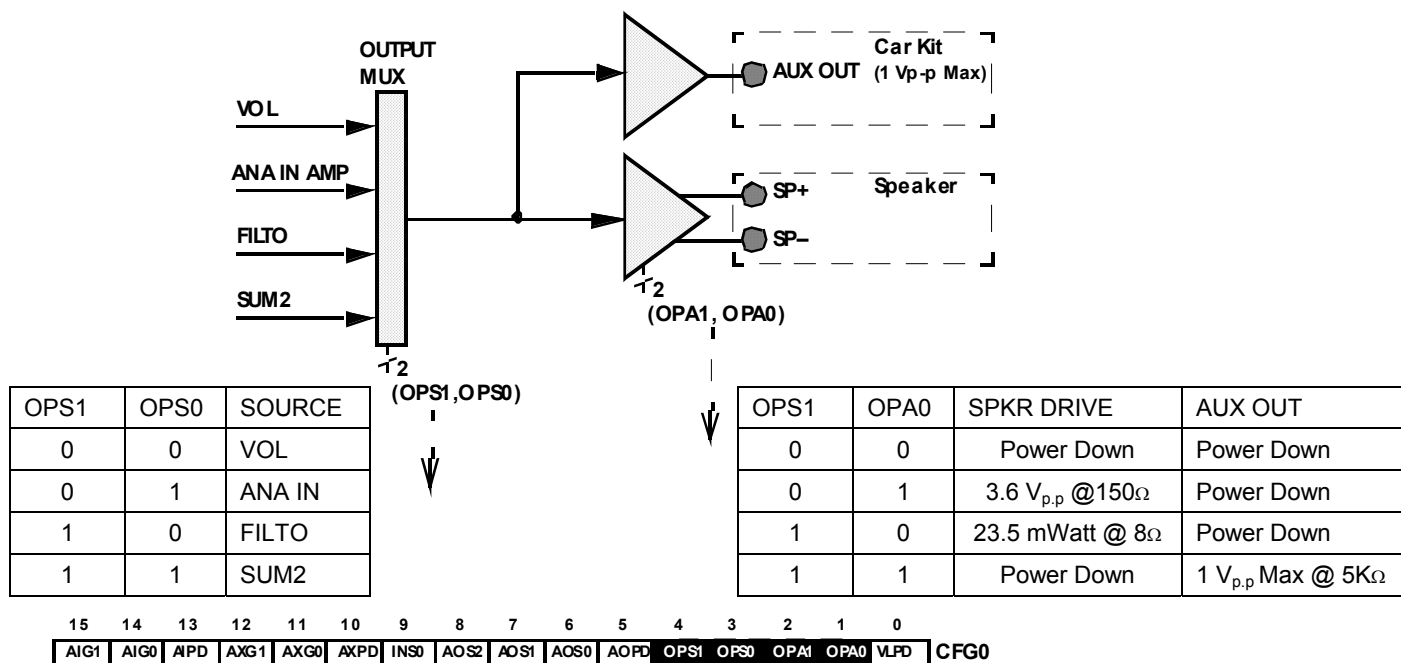 OUTPUT
MUX
VOL
ANA IN AMP
FILTO
SUM2
2
(OPS1,OPS0)
Car Kit
AUX OUT (1 Vp-p Max)
SP+ Speaker
SP–
2
(OPA1, OPA0)
OPS1 OPS0 SOURCE
0 0 VOL
0 1 ANA IN
1 0 FILTO
1 1 SUM2
OPS1 OPA0 SPKR DRIVE AUX OUT
0 0 Power Down Power Down
0 1 3.6 Vp.p @150Ω Power Down
1 0 23.5 mWatt @ 8Ω Power Down
1 1 Power Down 1 Vp.p Max @ 5KΩ
15 14 13 12 11 10 9 8 7 6 5 4 3 2 1 0
AIG1 AIG0 AIPD AXG1 AXG0 AXPD INS0 AOS2 AOS1 AOS0 AOPD OPS1 OPS0 OPA1 OPA0 VLPD CFG0